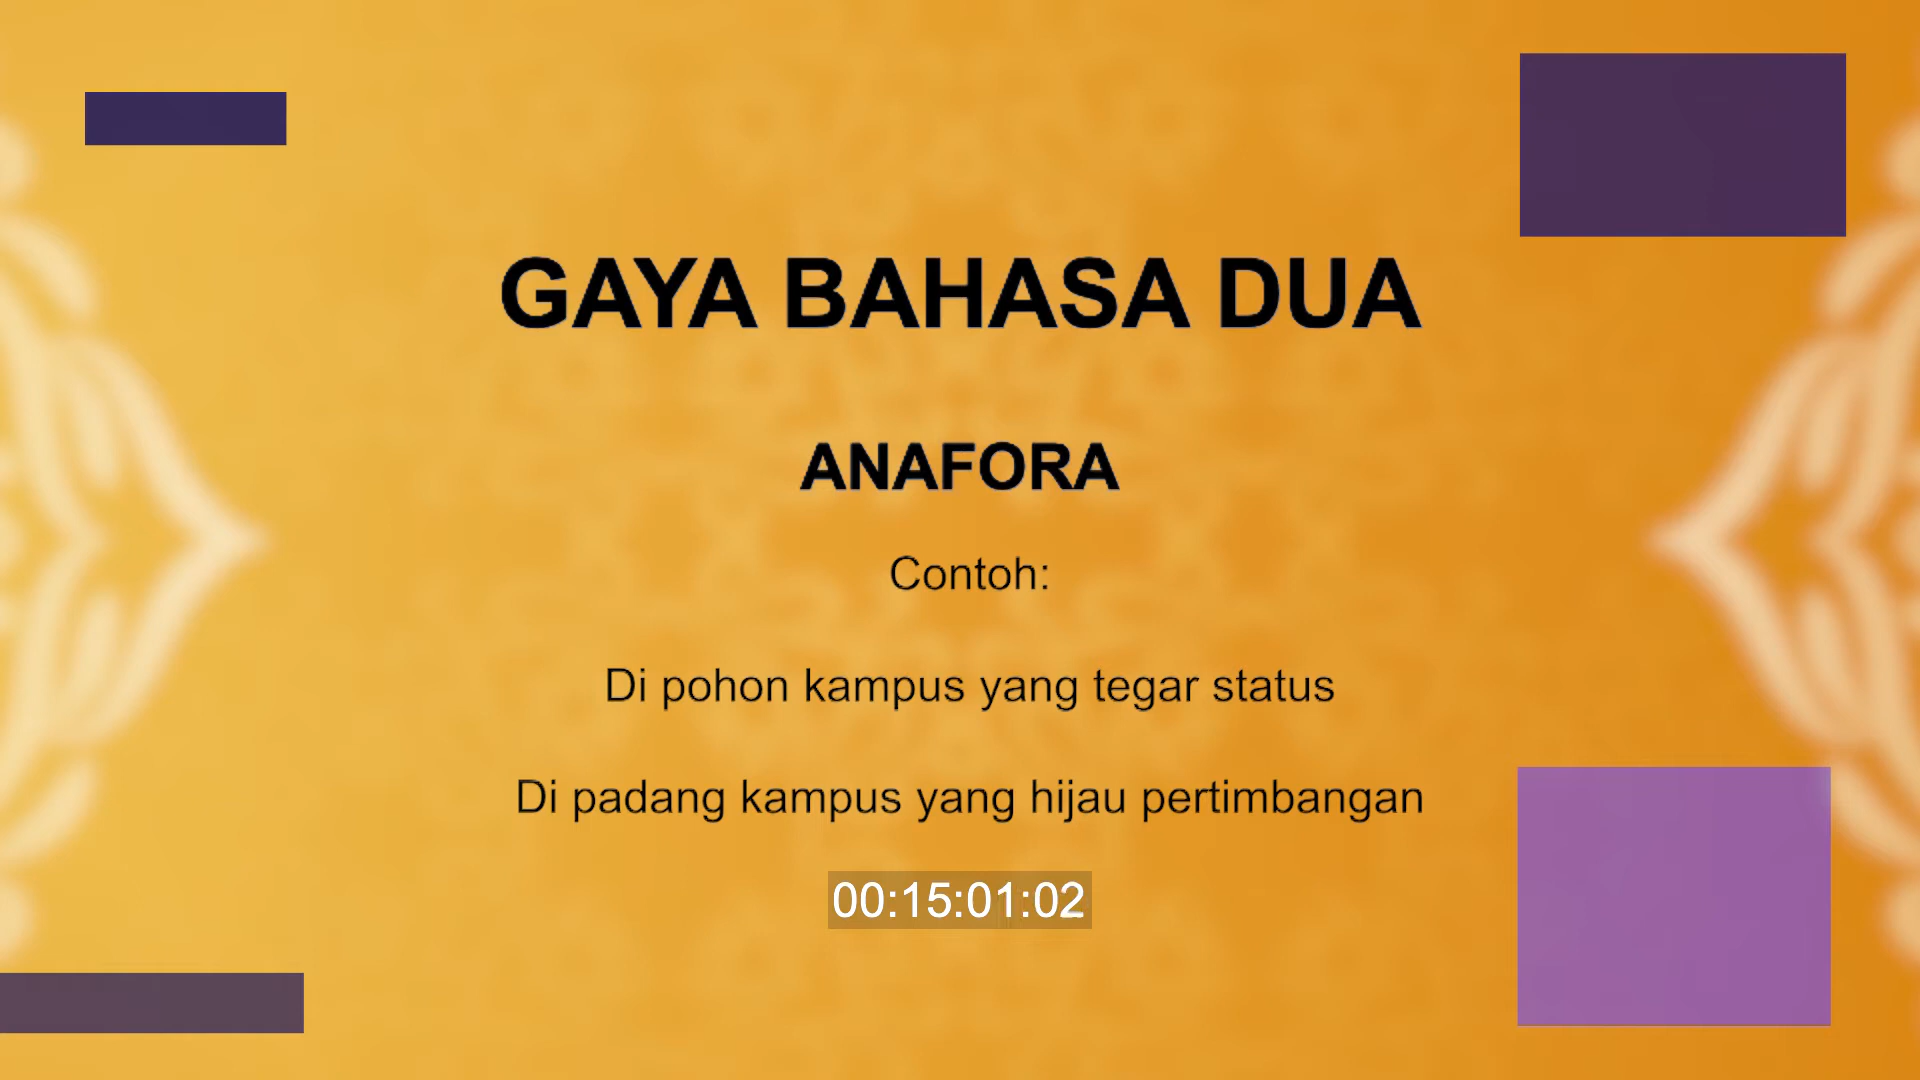 GAYA BAHASA DUA
ANAFORA
Contoh:
Di pohon kampus yang tegar status
Di padang kampus yang hijau pertimbangan
00:15:01:02